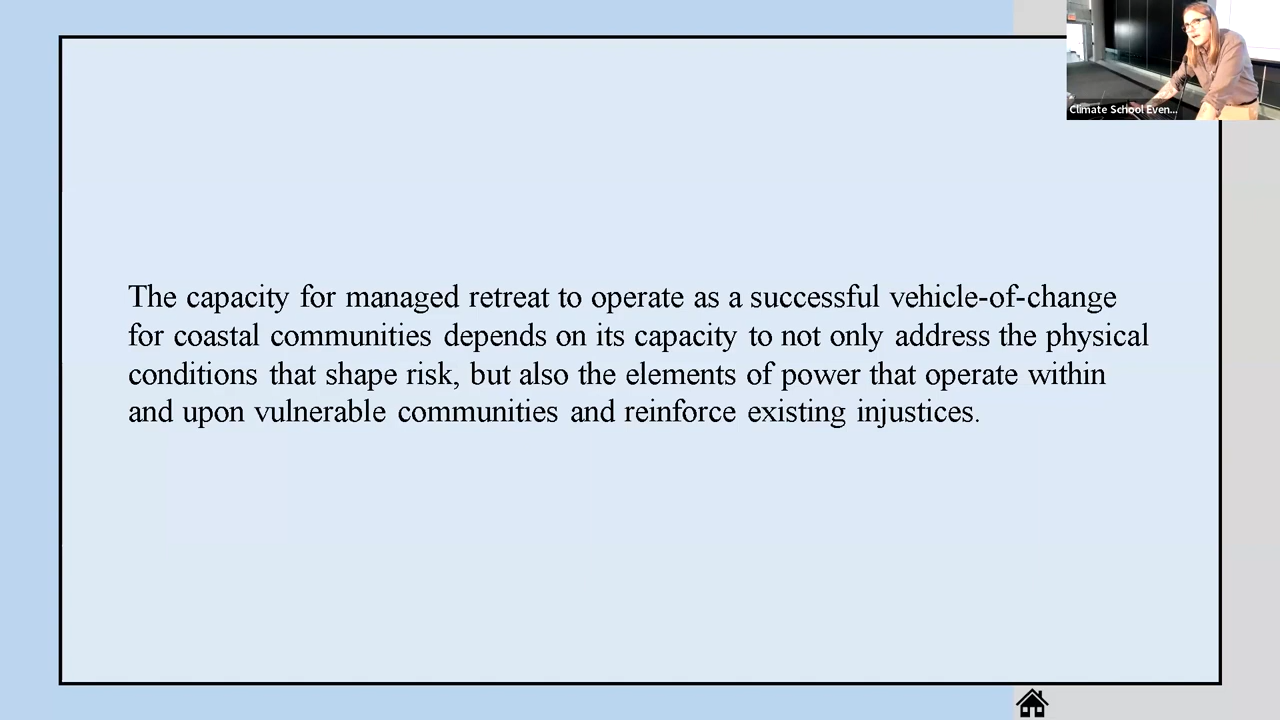 Climate School Even...
The capacity for managed retreat to operate as a successful vehicle-of-change
for coastal communities depends on its capacity to not only address the physical
conditions that shape risk, but also the elements of power that operate within
and upon vulnerable communities and reinforce existing injustices.